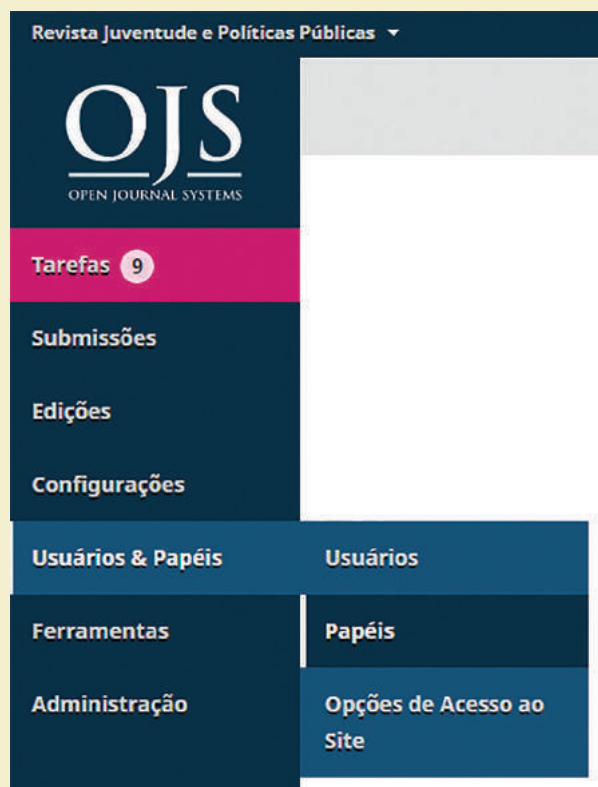 Revista Juventude e Políticas Públicas
OJS
OPEN JOURNAL SYSTEMS
Tarefas 9
Submissões
Edições
Configurações
Usuários & Papéis
Usuários
Ferramentas
Papéis
Administração
Opções de Acesso ao
Site